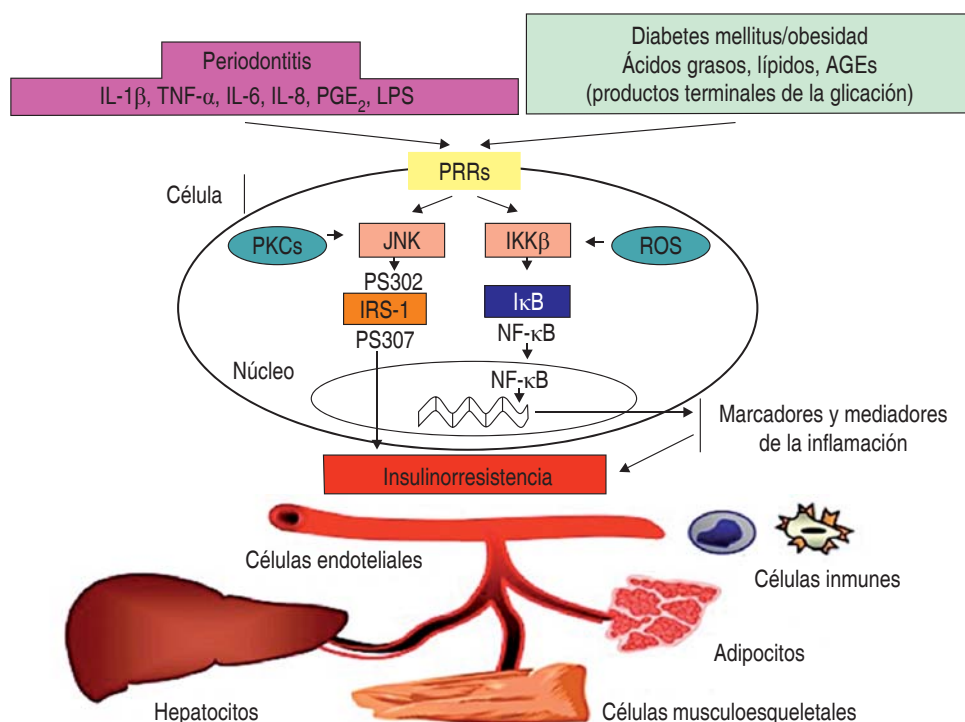 Periodontitis
IL-1β, TNF-α, IL-6, IL-8, PGE₂, LPS
Diabetes mellitus/obesidad
Ácidos grasos, lípidos, AGEs
(productos terminales de la glicación)
PRRs
Célula
PKCs
JNK
IKKβ
ROS
PS302
IRS-1
PS307
IκB
NF-κB
Núcleo
NF-κB
Marcadores y mediadores
de la inflamación
Insulinorresistencia
Células endoteliales
Células inmunes
Adipocitos
Hepatocitos
Células musculoesqueletales